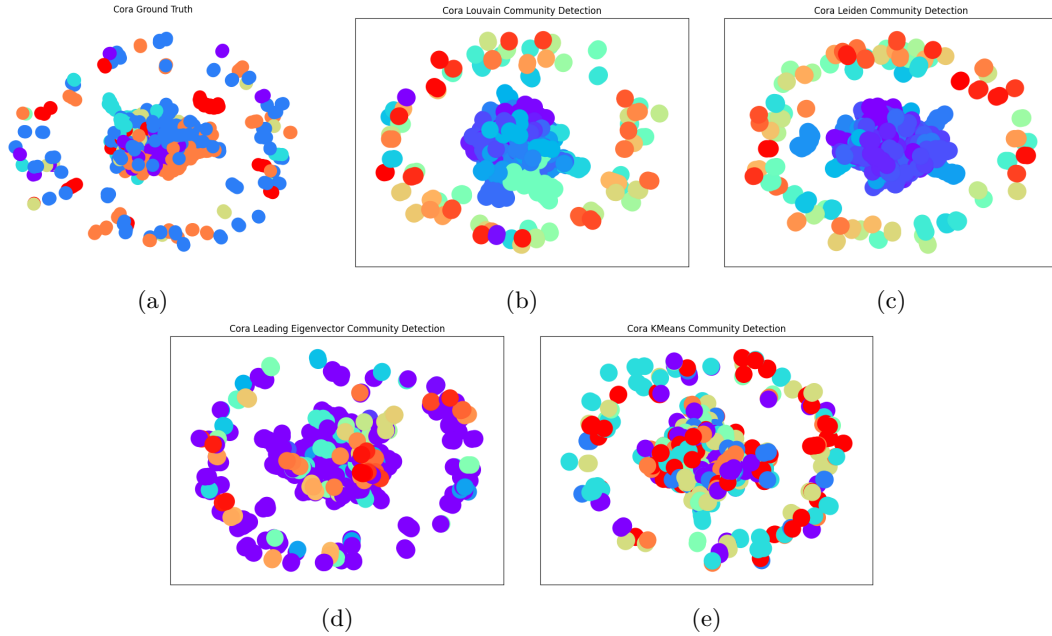 Cora Ground Truth
Cora Louvain Community Detection
Cora Leiden Community Detection
(a)
(b)
(c)
Cora Leading Eigenvector Community Detection
Cora KMeans Community Detection
(d)
(e)